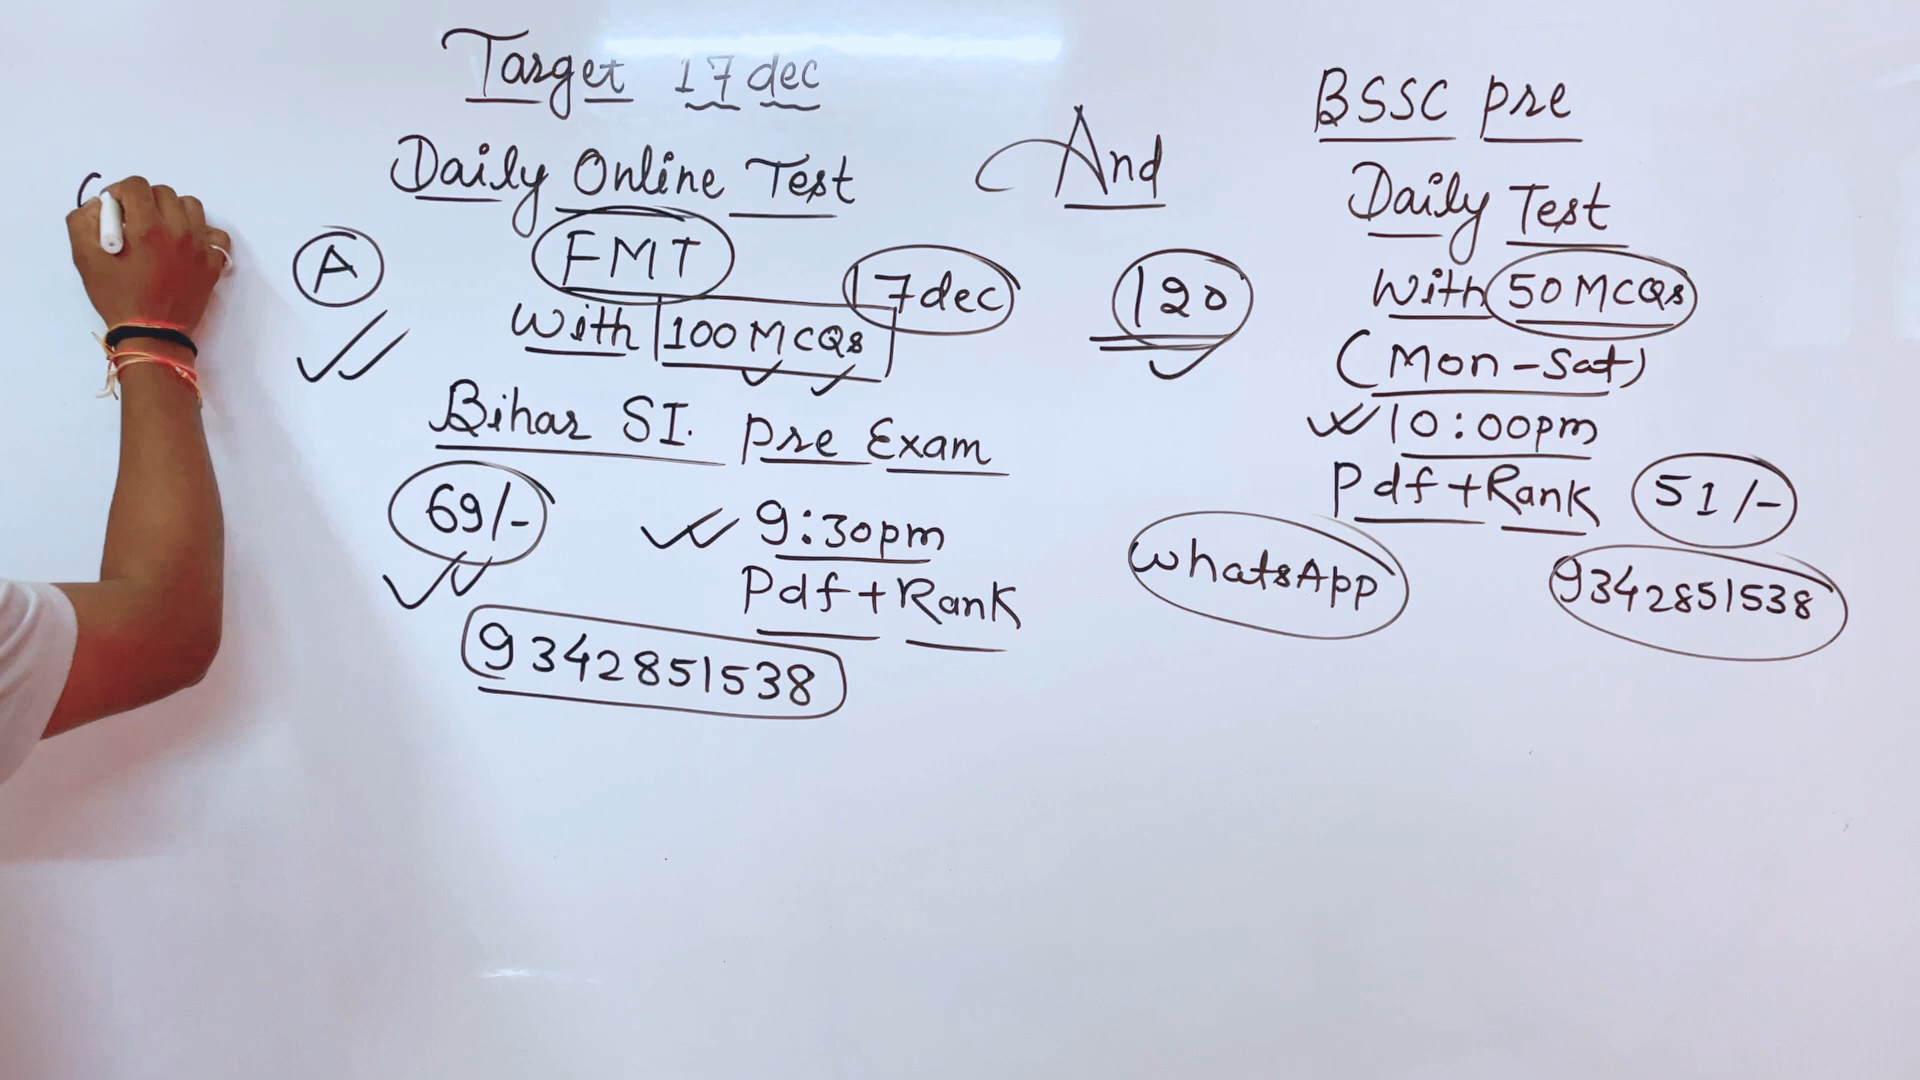 Target 17 dec
Daily Online Test
A
FMT
17 dec
With 100 MCQs
Bihar SI. Pre Exam
69/-
9:30pm
Pdf + Rank
9342851538
And
120
BSSC Pre
Daily Test
With 50 MCQs
(Mon-Sat)
10:00pm
Pdf + Rank
51/-
WhatsApp
9342851538